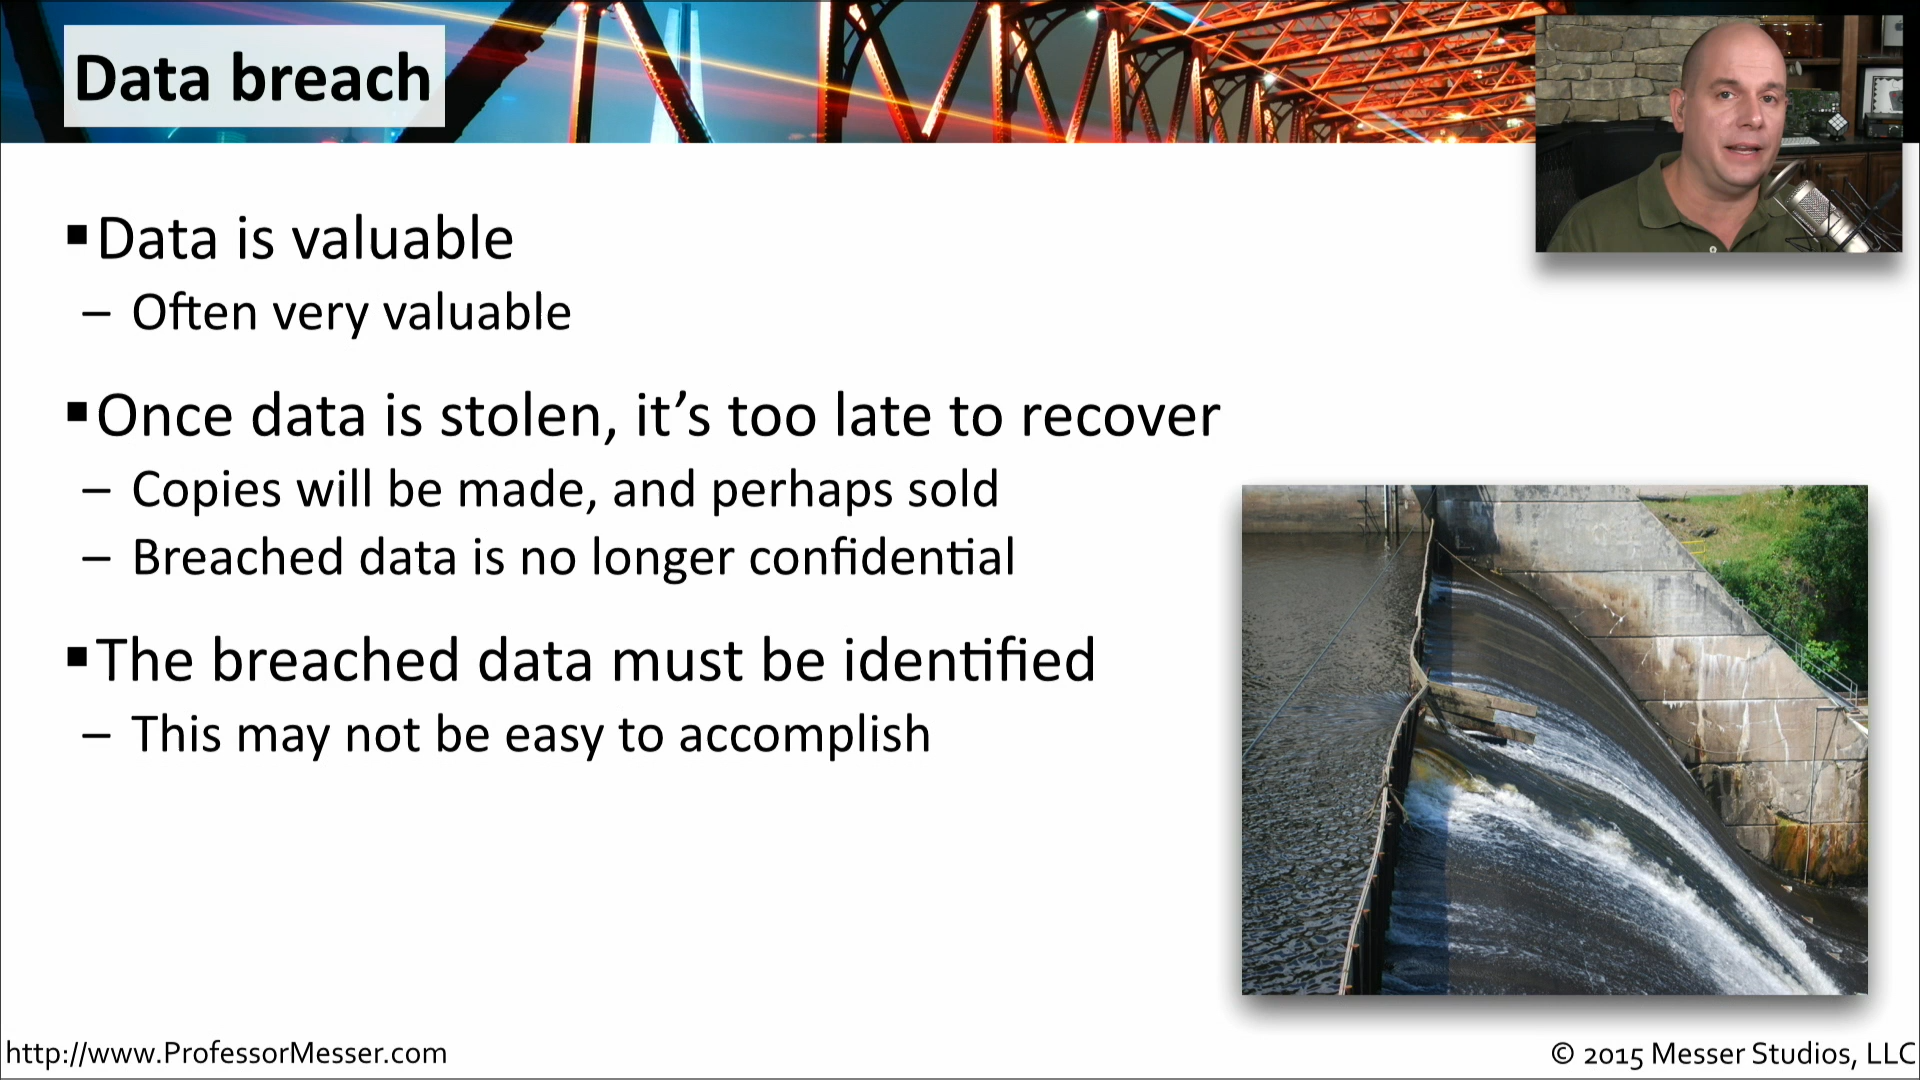 Data breach
▪Data is valuable
– Often very valuable
▪Once data is stolen, it’s too late to recover
– Copies will be made, and perhaps sold
– Breached data is no longer confidential
▪The breached data must be identified
– This may not be easy to accomplish
http://www.ProfessorMesser.com
© 2015 Messer Studios, LLC